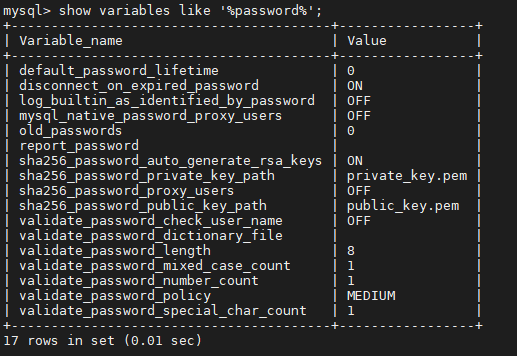 mysql> show variables like '%password%';
+---------------------------------------+-----------------+
| Variable_name                         | Value           |
+---------------------------------------+-----------------+
| default_password_lifetime             | 0               |
| disconnect_on_expired_password        | ON              |
| log_builtin_as_identified_by_password | OFF             |
| mysql_native_password_proxy_users     | OFF             |
| old_passwords                         | 0               |
| report_password                       |                 |
| sha256_password_auto_generate_rsa_keys | ON              |
| sha256_password_private_key_path      | private_key.pem |
| sha256_password_proxy_users           | OFF             |
| sha256_password_public_key_path       | public_key.pem  |
| validate_password_check_user_name     | OFF             |
| validate_password_dictionary_file     |                 |
| validate_password_length              | 8               |
| validate_password_mixed_case_count    | 1               |
| validate_password_number_count        | 1               |
| validate_password_policy              | MEDIUM          |
| validate_password_special_char_count  | 1               |
+---------------------------------------+-----------------+
17 rows in set (0.01 sec)